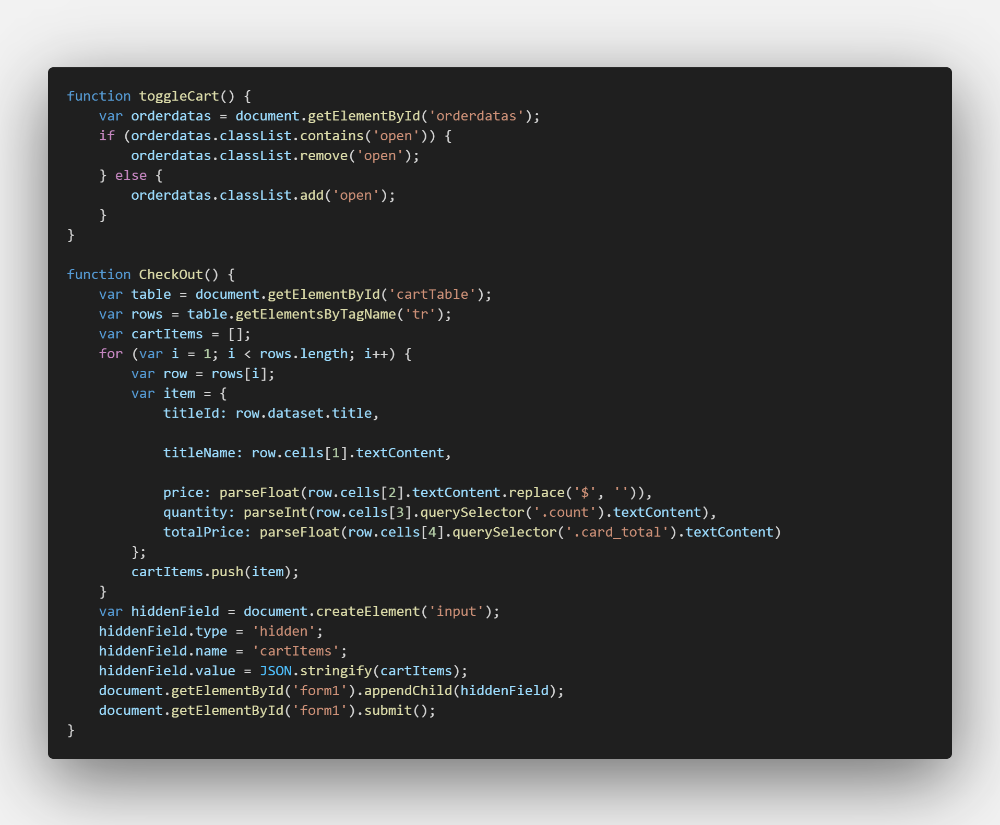 function toggleCart() {
    var orderdatas = document.getElementById('orderdatas');
    if (orderdatas.classList.contains('open')) {
        orderdatas.classList.remove('open');
    } else {
        orderdatas.classList.add('open');
    }
}

function CheckOut() {
    var table = document.getElementById('cartTable');
    var rows = table.getElementsByTagName('tr');
    var cartItems = [];
    for (var i = 1; i < rows.length; i++) {
        var row = rows[i];
        var item = {
            titleId: row.dataset.title,

            titleName: row.cells[1].textContent,

            price: parseFloat(row.cells[2].textContent.replace('$', '')),
            quantity: parseInt(row.cells[3].querySelector('.count').textContent),
            totalPrice: parseFloat(row.cells[4].querySelector('.card_total').textContent)
        };
        cartItems.push(item);
    }
    var hiddenField = document.createElement('input');
    hiddenField.type = 'hidden';
    hiddenField.name = 'cartItems';
    hiddenField.value = JSON.stringify(cartItems);
    document.getElementById('form1').appendChild(hiddenField);
    document.getElementById('form1').submit();
}